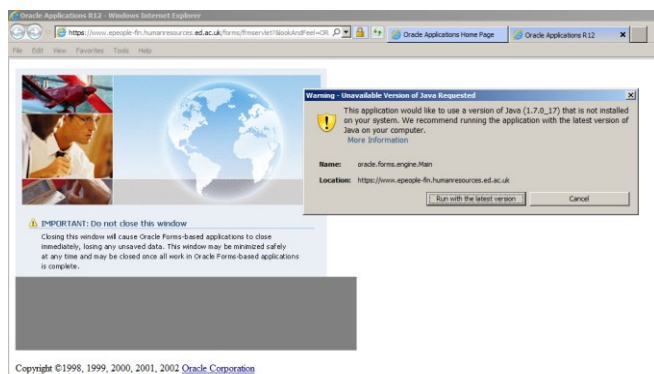 Oracle Applications R12 - Windows Internet Explorer
https://www.epeople-fin.humanresources.ed.ac.uk/forms/frmservlet?&lookAndFeel=OR
Oracle Applications Home Page
Oracle Applications R12
File Edit View Favorites Tools Help
Warning - Unavailable Version of Java Requested
This application would like to use a version of Java (1.7.0_17) that is not installed
on your system. We recommend running the application with the latest version of
Java on your computer.
More Information
Name: oracle.forms.engine.Main
Location: https://www.epeople-fin.humanresources.ed.ac.uk
Run with the latest version Cancel
IMPORTANT: Do not close this window
Closing this window will cause Oracle Forms-based applications to close
immediately, losing any unsaved data. This window may be minimized safely
at any time and may be closed once all work in Oracle Forms-based applications
is complete.
Copyright ©1998, 1999, 2000, 2001, 2002 Oracle Corporation